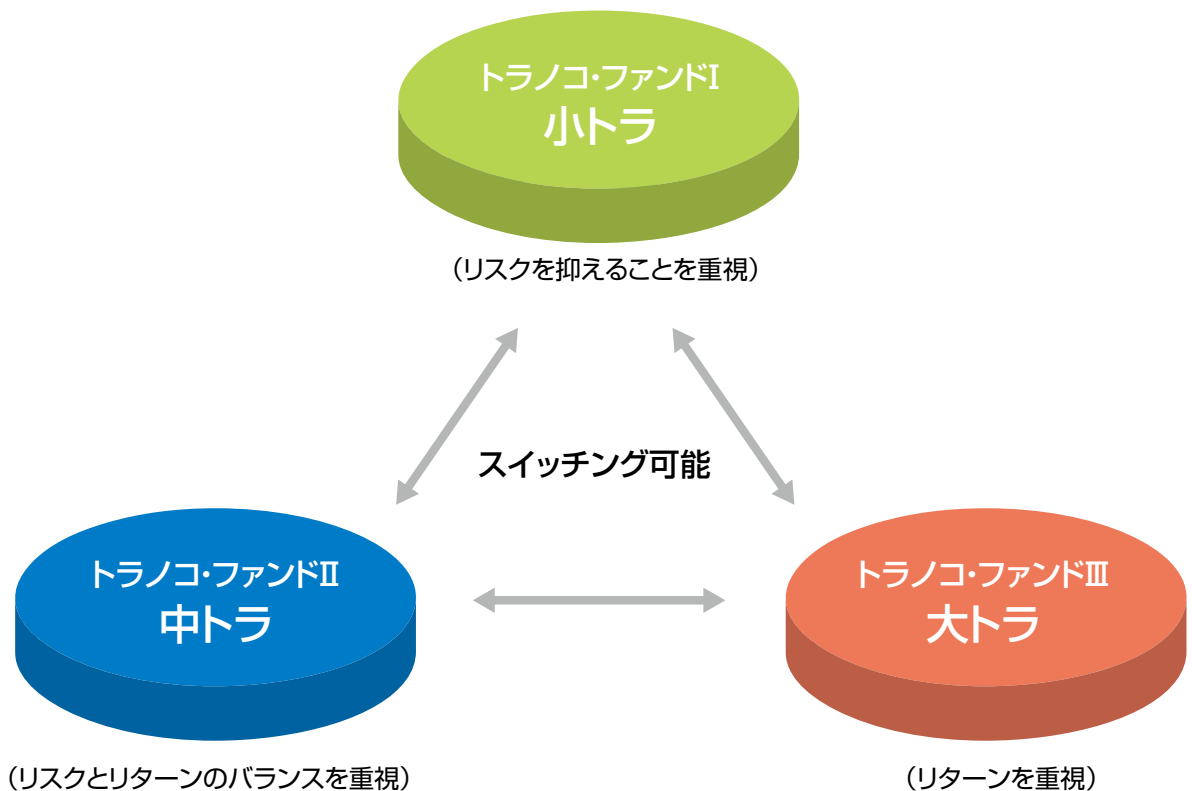 トラノコ・ファンドⅠ
小トラ
（リスクを抑えることを重視）
スイッチング可能
トラノコ・ファンドⅡ
中トラ
（リスクとリターンのバランスを重視）
トラノコ・ファンドⅢ
大トラ
（リターンを重視）